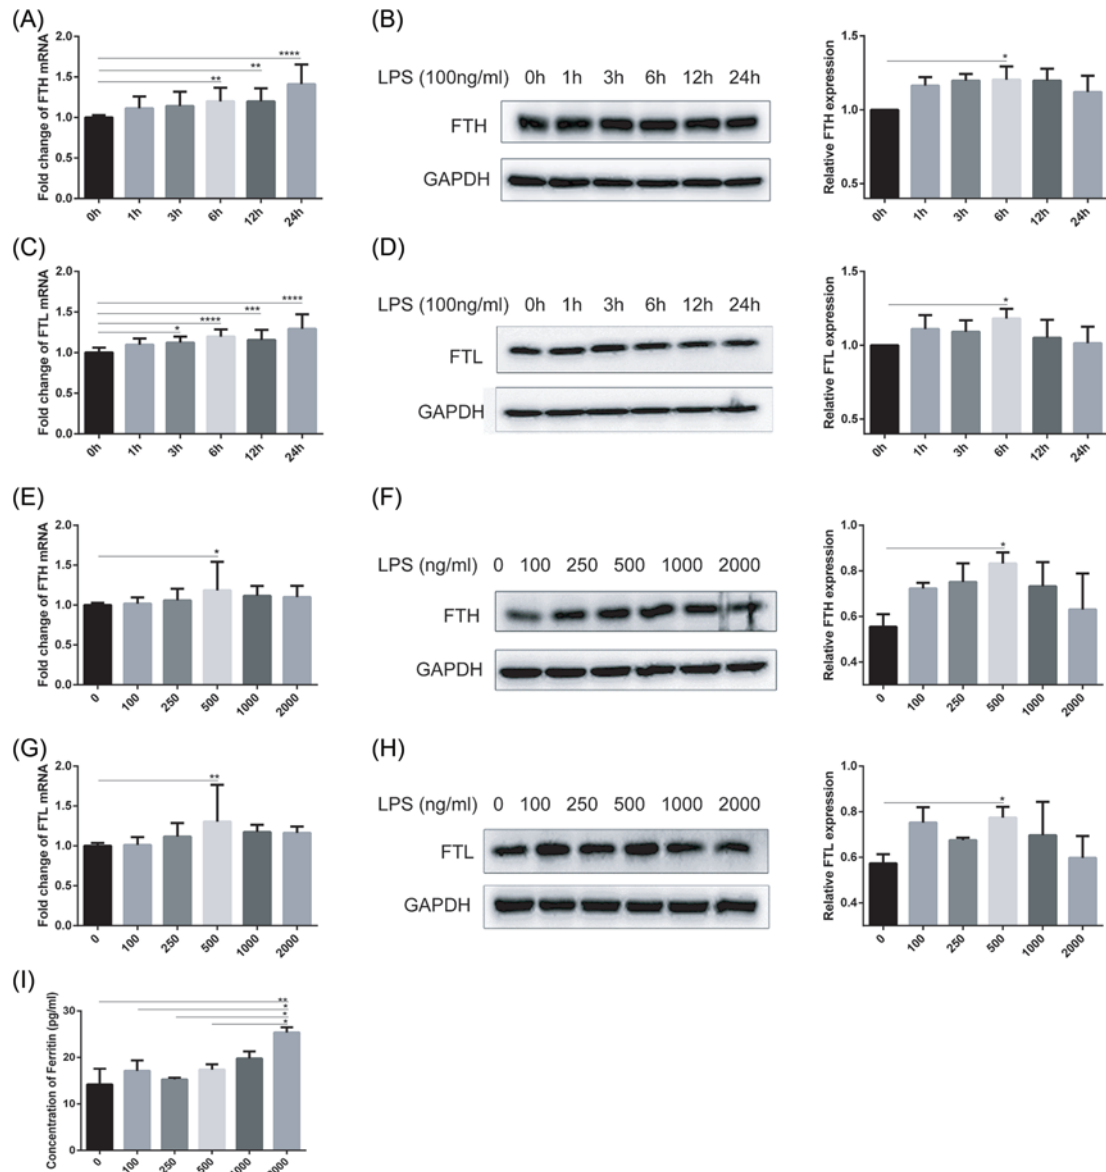 (A)
Fold change of FTH mRNA
2.0
1.5
1.0
0.5
0.0
**
**
****
0h 1h 3h 6h 12h 24h
(B)
LPS (100ng/ml) 0h 1h 3h 6h 12h 24h
FTH
GAPDH
Relative FTH expression
1.5
1.0
0.5
*
0h 1h 3h 6h 12h 24h
(C)
Fold change of FTL mRNA
2.0
1.5
1.0
0.5
0.0
*
****
***
****
0h 1h 3h 6h 12h 24h
(D)
LPS (100ng/ml) 0h 1h 3h 6h 12h 24h
FTL
GAPDH
Relative FTL expression
1.5
1.0
0.5
*
0h 1h 3h 6h 12h 24h
(E)
Fold change of FTH mRNA
2.0
1.5
1.0
0.5
0.0
*
0 100 250 500 1000 2000
(F)
LPS (ng/ml) 0 100 250 500 1000 2000
FTH
GAPDH
Relative FTH expression
1.0
0.8
0.6
0.4
*
0 100 250 500 1000 2000
(G)
Fold change of FTL mRNA
2.0
1.5
1.0
0.5
0.0
**
0 100 250 500 1000 2000
(H)
LPS (ng/ml) 0 100 250 500 1000 2000
FTL
GAPDH
Relative FTL expression
1.0
0.8
0.6
0.4
*
0 100 250 500 1000 2000
(I)
Concentration of Ferritin (pg/ml)
30
20
10
0
**
*
*
*
0 100 250 500